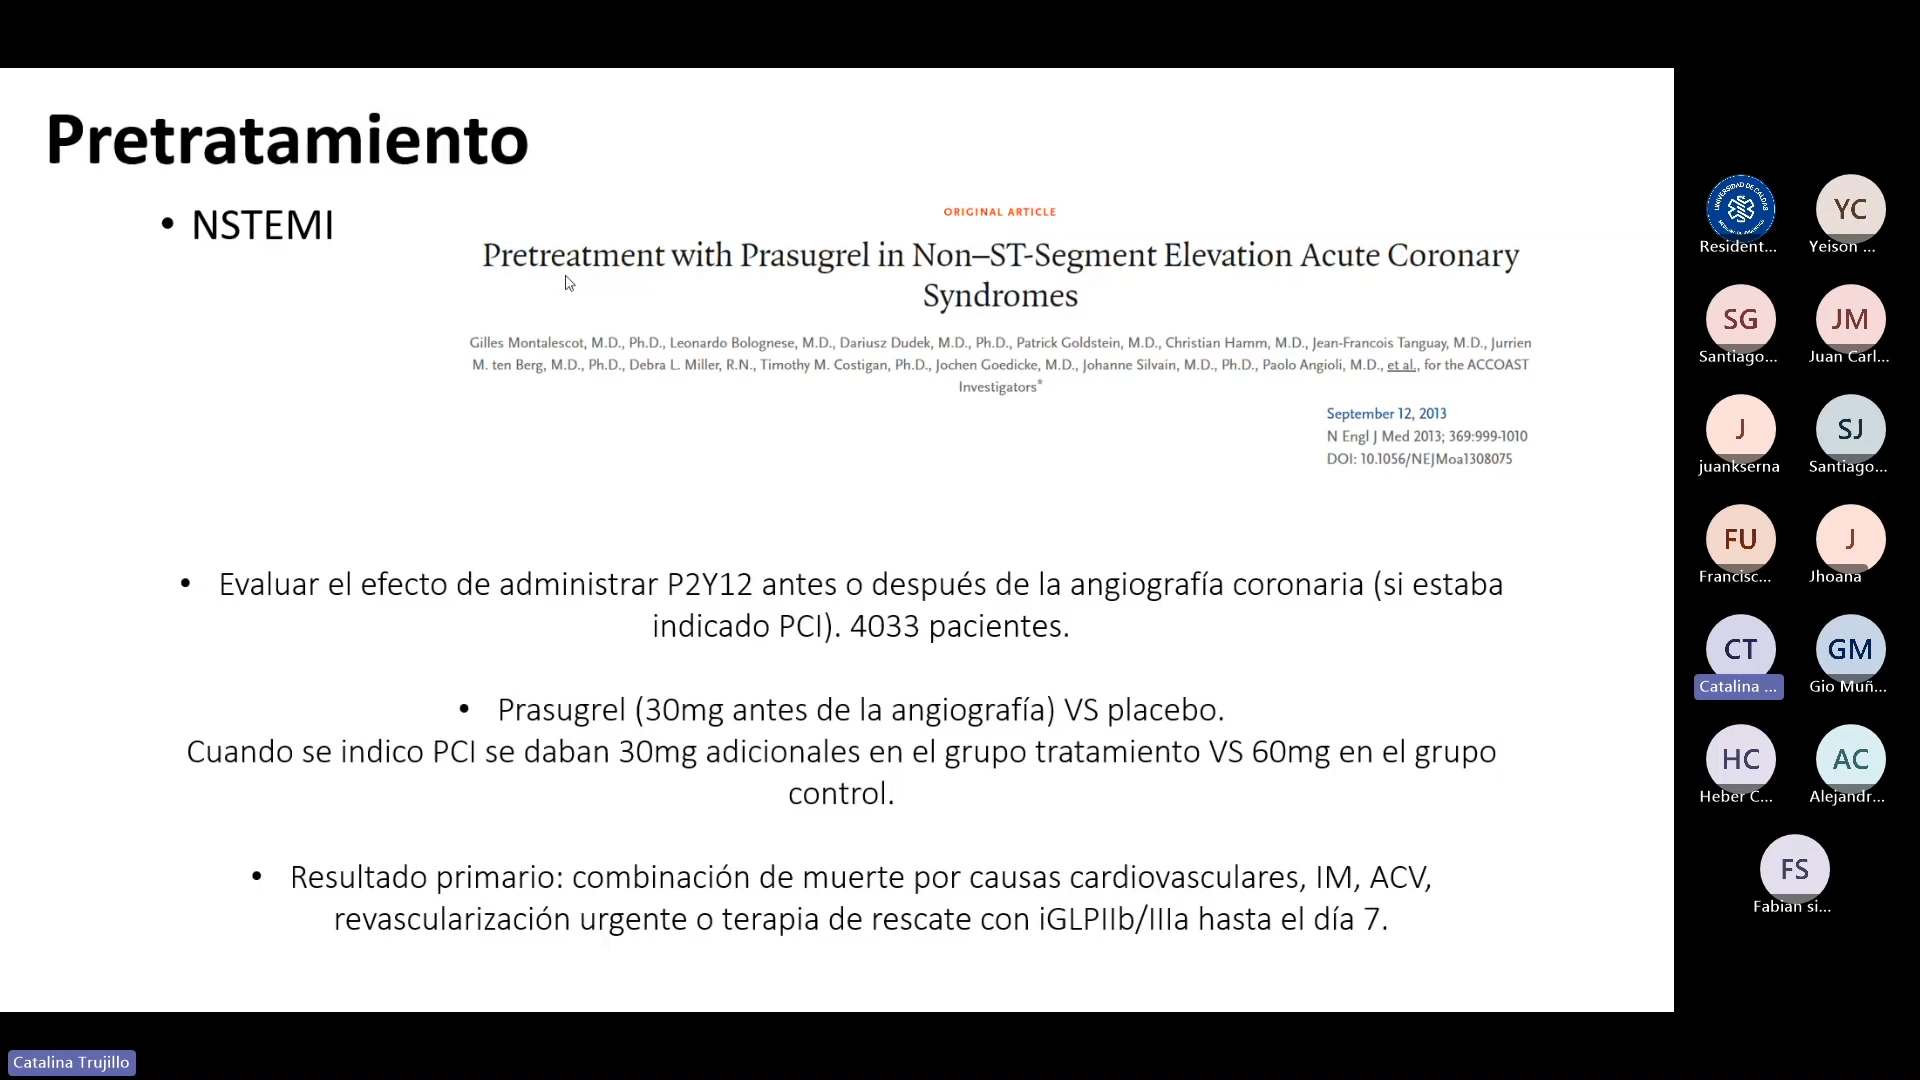 Pretratamiento
• NSTEMI
ORIGINAL ARTICLE
Pretreatment with Prasugrel in Non–ST-Segment Elevation Acute Coronary
Syndromes
Gilles Montalescot, M.D., Ph.D., Leonardo Bolognese, M.D., Dariusz Dudek, M.D., Ph.D., Patrick Goldstein, M.D., Christian Hamm, M.D., Jean-Francois Tanguay, M.D., Jurrien
M. ten Berg, M.D., Ph.D., Debra L. Miller, R.N., Timothy M. Costigan, Ph.D., Jochen Goedicke, M.D., Johanne Silvain, M.D., Ph.D., Paolo Angioli, M.D., et al., for the ACCOAST
Investigators*
September 12, 2013
N Engl J Med 2013; 369:999-1010
DOI: 10.1056/NEJMoa1308075
• Evaluar el efecto de administrar P2Y12 antes o después de la angiografía coronaria (si estaba
indicado PCI). 4033 pacientes.
• Prasugrel (30mg antes de la angiografía) VS placebo.
Cuando se indico PCI se daban 30mg adicionales en el grupo tratamiento VS 60mg en el grupo
control.
• Resultado primario: combinación de muerte por causas cardiovasculares, IM, ACV,
revascularización urgente o terapia de rescate con iGLPIIb/IIIa hasta el día 7.
UNIVERSIDAD DE CALDAS
Resident...
YC
Yeison ...
SG
Santiago...
JM
Juan Carl...
J
juankserna
SJ
Santiago...
FU
Francisc...
J
Jhoana
CT
Catalina ...
GM
Gio Muñ...
HC
Heber C...
AC
Alejandr...
FS
Fabian si...
Catalina Trujillo